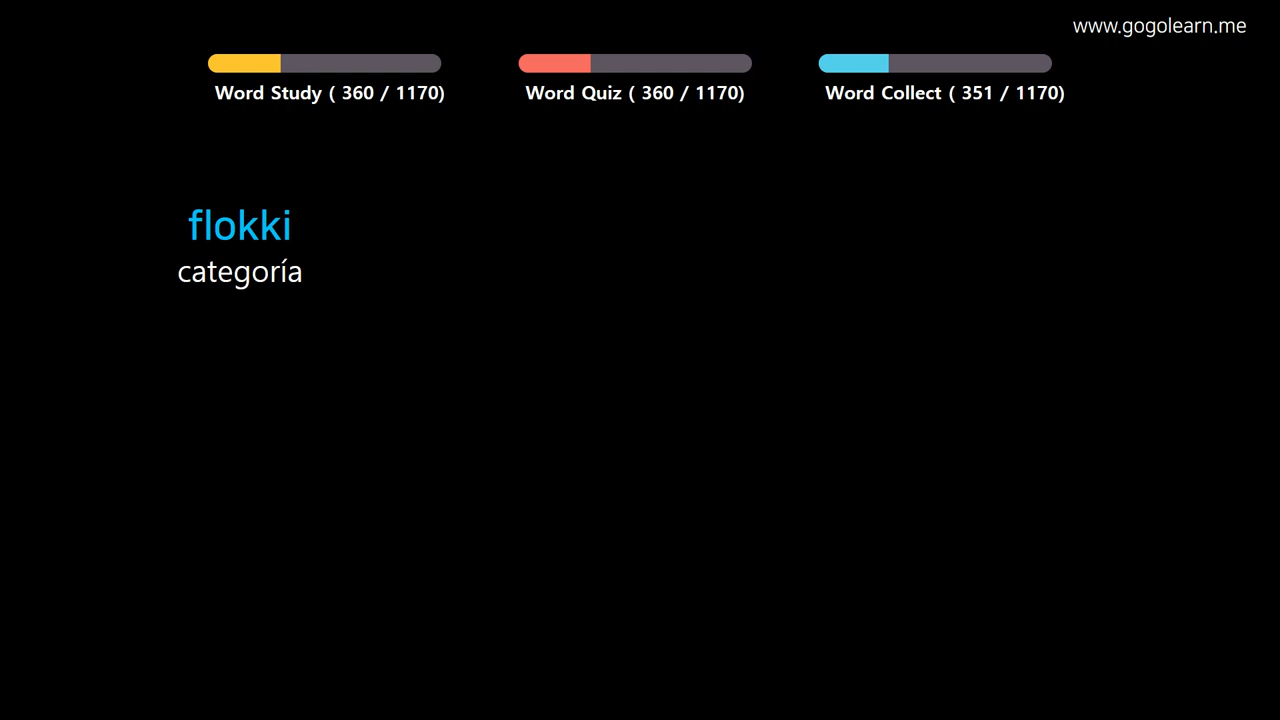 www.gogolearn.me
Word Study ( 360 / 1170)
Word Quiz ( 360 / 1170)
Word Collect ( 351 / 1170)
flokki
categoría